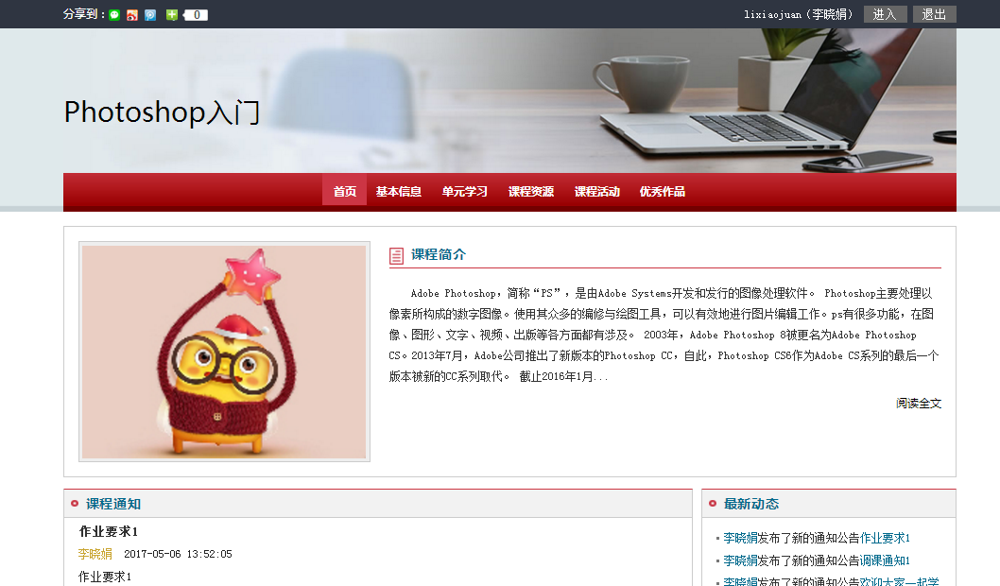 分享到：
0
lixiaojuan（李晓娟） 进入 退出
Photoshop入门
首页 基本信息 单元学习 课程资源 课程活动 优秀作品
课程简介
Adobe Photoshop，简称“PS”，是由Adobe Systems开发和发行的图像处理软件。 Photoshop主要处理以
像素所构成的数字图像。使用其众多的编修与绘图工具，可以有效地进行图片编辑工作。ps有很多功能，在图
像、图形、文字、视频、出版等各方面都有涉及。 2003年，Adobe Photoshop 8被更名为Adobe Photoshop
CS。2013年7月，Adobe公司推出了新版本的Photoshop CC，自此，Photoshop CS6作为Adobe CS系列的最后一个
版本被新的CC系列取代。 截止2016年1月...
阅读全文
课程通知
作业要求1
李晓娟 2017-05-06 13:52:05
作业要求1
最新动态
李晓娟发布了新的通知公告作业要求1
李晓娟发布了新的通知公告调课通知1
李晓娟发布了新的通知公告欢迎大家一起学